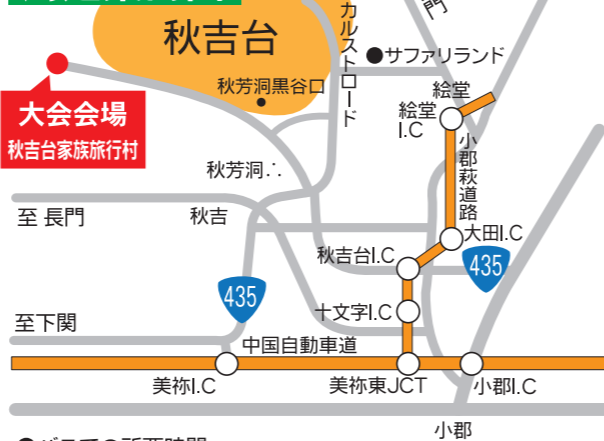 秋吉台
カルストロード
門
●サファリランド
秋芳洞黒谷口
大会会場
秋吉台家族旅行村
絵堂
絵堂
I.C
小郡萩道路
秋芳洞∴
至 長門
秋吉
大田I.C
秋吉台I.C
435
435
十文字I.C
至下関
中国自動車道
美祢I.C
美祢東JCT
小郡I.C
小郡